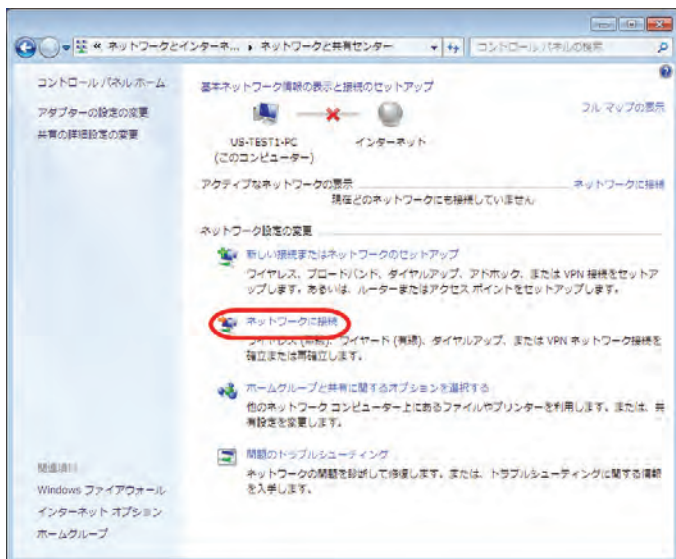 « ネットワークとインターネ... ▸ ネットワークと共有センター
コントロール パネルの検索
コントロール パネル ホーム
アダプターの設定の変更
共有の詳細設定の変更
基本ネットワーク情報の表示と接続のセットアップ
フル マップの表示
US-TEST1-PC
(このコンピューター)
インターネット
アクティブなネットワークの表示
ネットワークに接続
現在どのネットワークにも接続していません
ネットワーク設定の変更
新しい接続またはネットワークのセットアップ
ワイヤレス、ブロードバンド、ダイヤルアップ、アドホック、または VPN 接続をセットア
ップします。あるいは、ルーターまたはアクセス ポイントをセットアップします。
ネットワークに接続
ワイヤレス (無線)、ワイヤード (有線)、ダイヤルアップ、または VPN ネットワーク接続を
確立または再確立します。
ホームグループと共有に関するオプションを選択する
他のネットワーク コンピューター上にあるファイルやプリンターを利用します。または、共
有設定を変更します。
問題のトラブルシューティング
ネットワークの問題を診断して修復します。または、トラブルシューティングに関する情報
を入手します。
関連項目
Windows ファイアウォール
インターネット オプション
ホームグループ